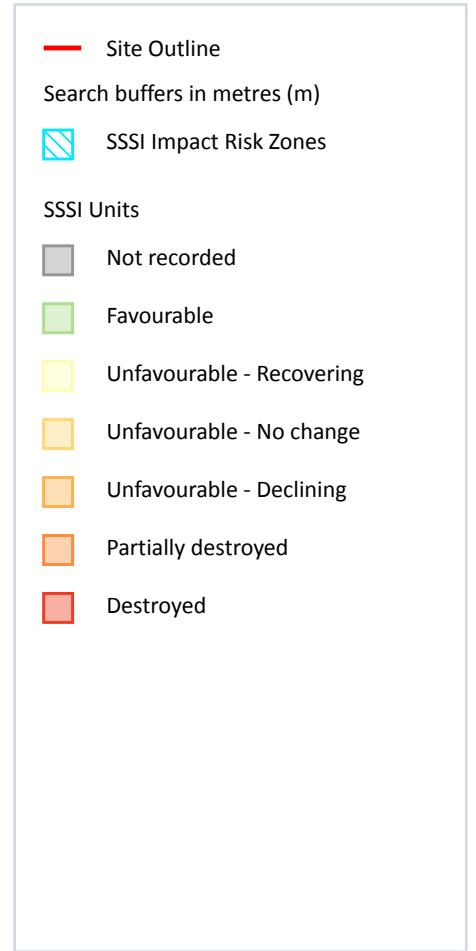 Site Outline
Search buffers in metres (m)
SSSI Impact Risk Zones
SSSI Units
Not recorded
Favourable
Unfavourable - Recovering
Unfavourable - No change
Unfavourable - Declining
Partially destroyed
Destroyed